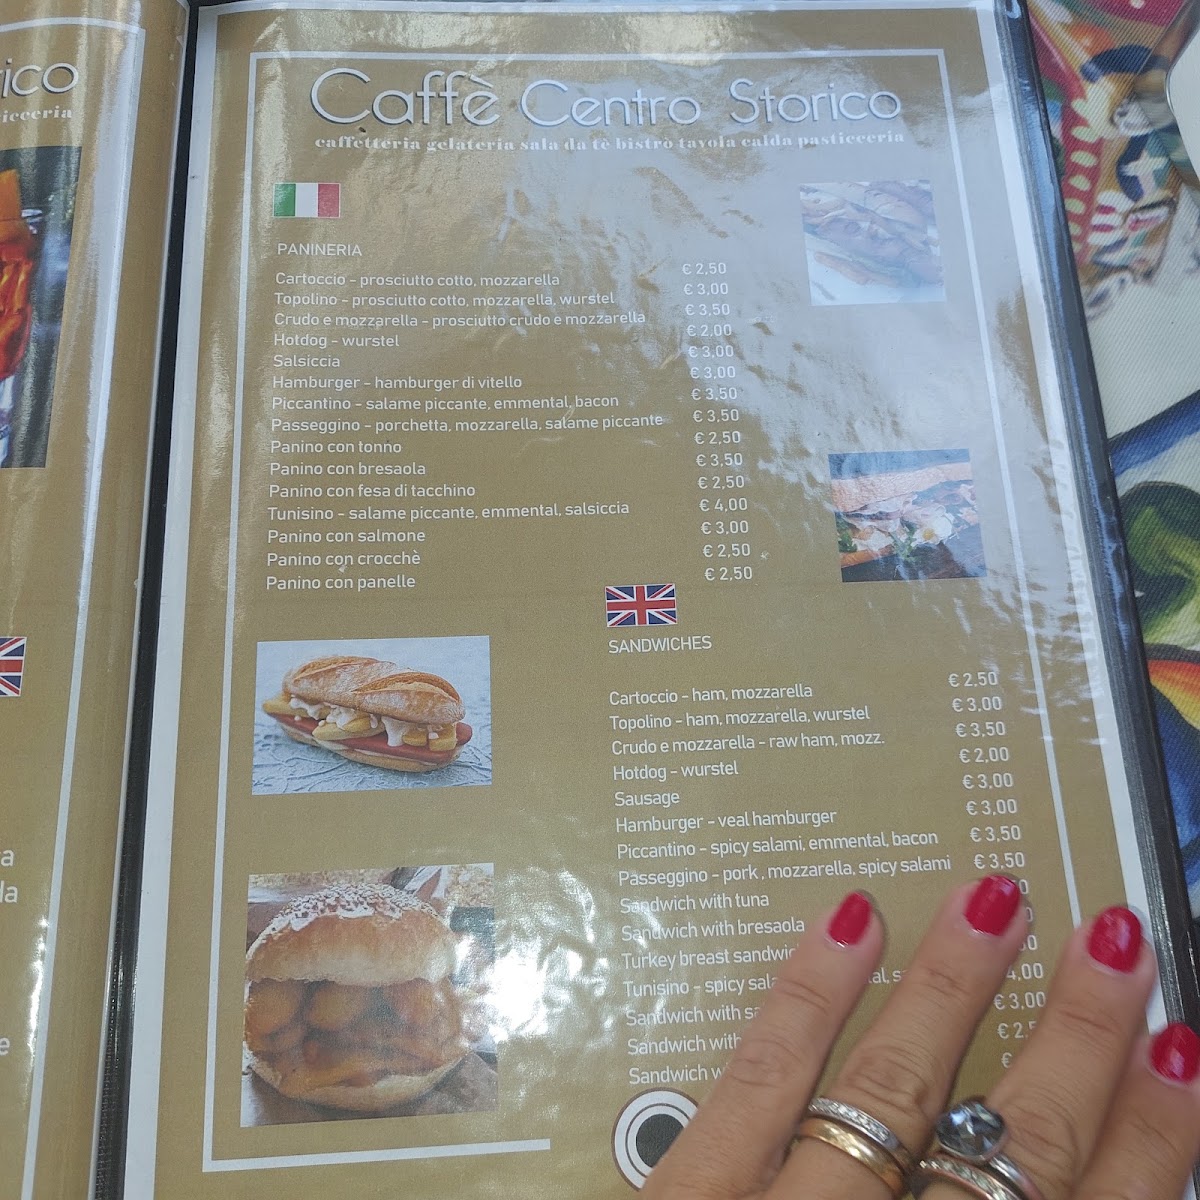 ico
ticceria
Caffè Centro Storico
caffetteria gelateria sala da tè bistrò tavola calda pasticceria
PANINERIA
Cartoccio - prosciutto cotto, mozzarella € 2,50
Topolino - prosciutto cotto, mozzarella, wurstel € 3,00
Crudo e mozzarella - prosciutto crudo e mozzarella € 3,50
Hotdog - wurstel € 2,00
Salsiccia € 3,00
Hamburger - hamburger di vitello € 3,00
Piccantino - salame piccante, emmental, bacon € 3,50
Passeggino - porchetta, mozzarella, salame piccante € 3,50
Panino con tonno € 2,50
Panino con bresaola € 3,50
Panino con fesa di tacchino € 2,50
Tunisino - salame piccante, emmental, salsiccia € 4,00
Panino con salmone € 3,00
Panino con crocchè € 2,50
Panino con panelle € 2,50
SANDWICHES
Cartoccio - ham, mozzarella € 2,50
Topolino - ham, mozzarella, wurstel € 3,00
Crudo e mozzarella - raw ham, mozz. € 3,50
Hotdog - wurstel € 2,00
Sausage € 3,00
Hamburger - veal hamburger € 3,00
Piccantino - spicy salami, emmental, bacon € 3,50
Passeggino - pork , mozzarella, spicy salami € 3,50
Sandwich with tuna
Sandwich with bresaola
Turkey breast sandwic
Tunisino - spicy sala 4,00
Sandwich with sa € 3,00
Sandwich with € 2,5
Sandwich w €
a
la
e